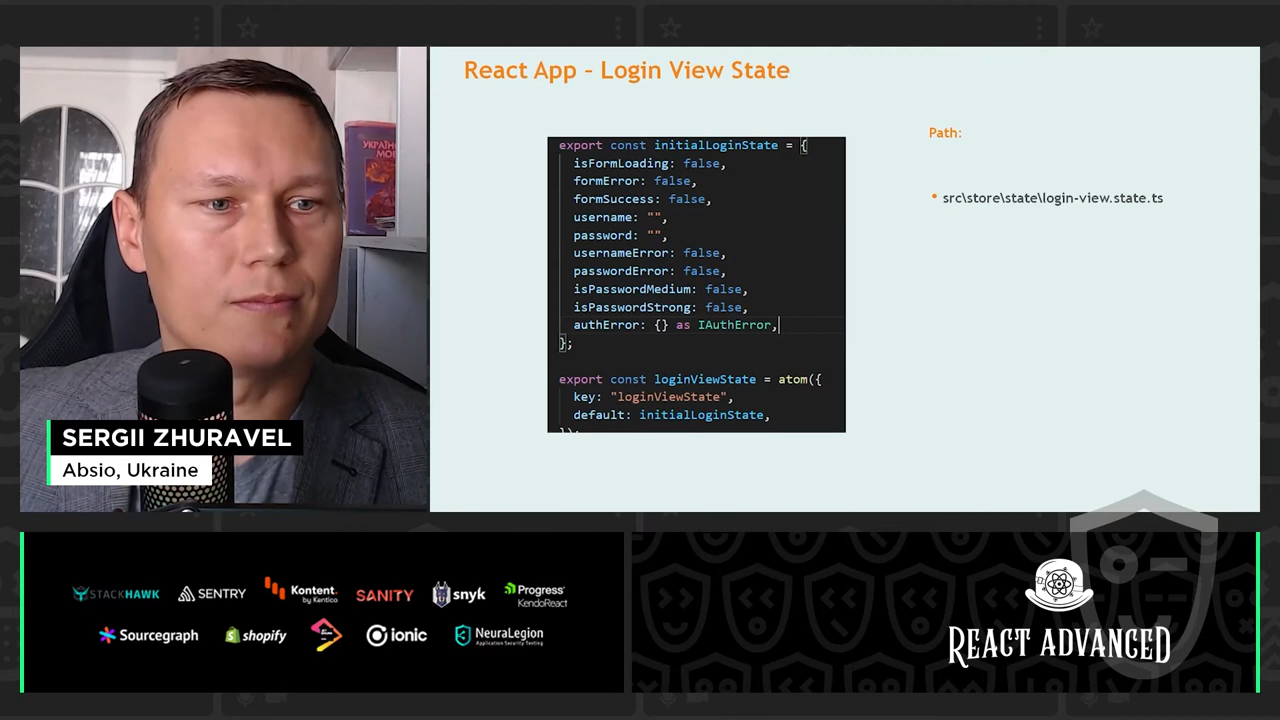 React App – Login View State
export const initialLoginState = {
isFormLoading: false,
formError: false,
formSuccess: false,
username: "",
password: "",
usernameError: false,
passwordError: false,
isPasswordMedium: false,
isPasswordStrong: false,
authError: {} as IAuthError,
};
export const loginViewState = atom({
key: "loginViewState",
default: initialLoginState,
});
Path:
• src\store\state\login-view.state.ts
УКРАЇН
МОВ
SERGII ZHURAVEL
Absio, Ukraine
STACKHAWK
SENTRY
Kontent.
by Kentico
SANITY
snyk
Progress
KendoReact
Sourcegraph
shopify
ionic
NeuraLegion
Application Security Testing
REACT ADVANCED